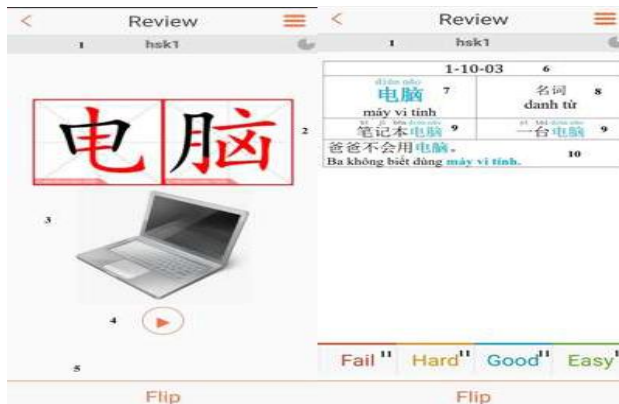 Review
1 hsk1
电脑 2
3
4
5
Flip
Review
1 hsk1
1-10-03 6
diàn nǎo
电脑 7
máy vi tính
名词 8
danh từ
笔记本电脑 9
一台电脑 9
爸爸不会用电脑。
Ba không biết dùng máy vi tính. 10
Fail 11 Hard 11 Good 11 Easy
Flip